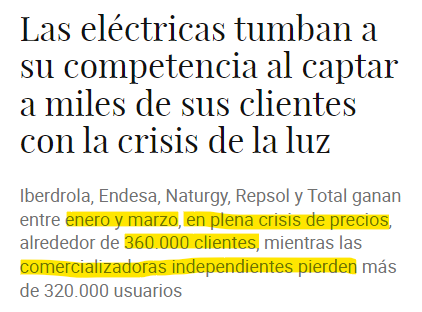 Las eléctricas tumban a
su competencia al captar
a miles de sus clientes
con la crisis de la luz
Iberdrola, Endesa, Naturgy, Repsol y Total ganan
entre enero y marzo, en plena crisis de precios,
alrededor de 360.000 clientes, mientras las
comercializadoras independientes pierden más
de 320.000 usuarios